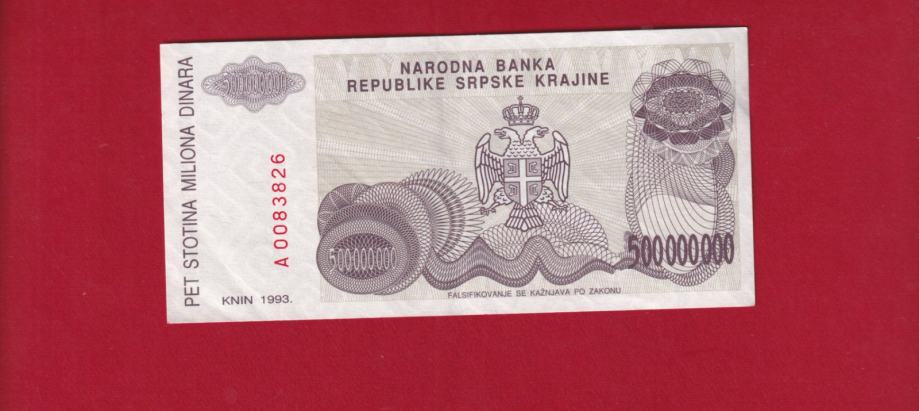 PET STOTINA MILIONA DINARA
500000000
A 0083826
KNIN 1993.
NARODNA BANKA
REPUBLIKE SRPSKE KRAJINE
500000000
500000000
FALSIFIKOVANJE SE KAŽNJAVA PO ZAKONU